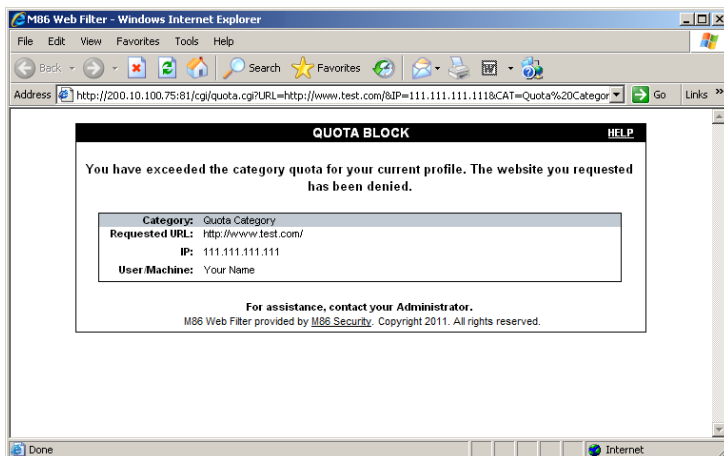 M86 Web Filter - Windows Internet Explorer
File Edit View Favorites Tools Help
Back Search Favorites
Address http://200.10.100.75:81/cgi/quota.cgi?URL=http://www.test.com/&IP=111.111.111.111&CAT=Quota%20Categor Go Links »
QUOTA BLOCK HELP
You have exceeded the category quota for your current profile. The website you requested
has been denied.
Category: Quota Category
Requested URL: http://www.test.com/
IP: 111.111.111.111
User/Machine: Your Name
For assistance, contact your Administrator.
M86 Web Filter provided by M86 Security. Copyright 2011. All rights reserved.
Done Internet